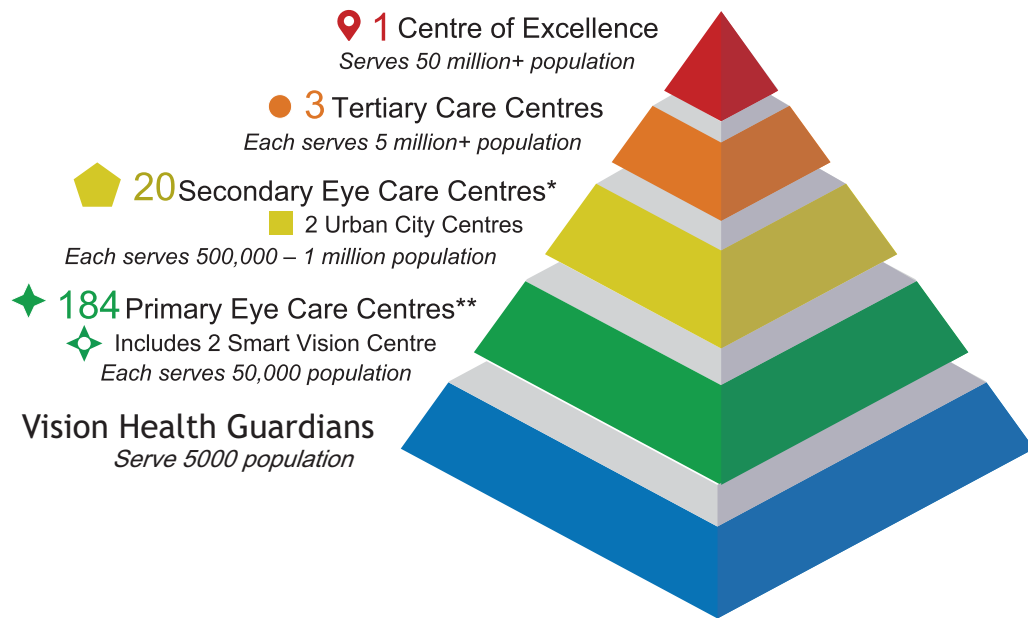 1 Centre of Excellence
Serves 50 million+ population
3 Tertiary Care Centres
Each serves 5 million+ population
20 Secondary Eye Care Centres*
2 Urban City Centres
Each serves 500,000 – 1 million population
184 Primary Eye Care Centres**
Includes 2 Smart Vision Centre
Each serves 50,000 population
Vision Health Guardians
Serve 5000 population